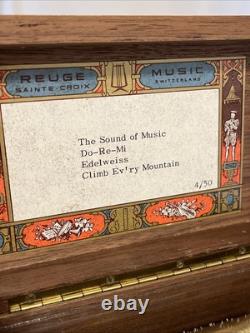 REUGE MUSIC
SAINTE-CROIX SWITZERLAND
The Sound of Music
Do-Re-Mi
Edelweiss
Climb Ev'ry Mountain
4/50